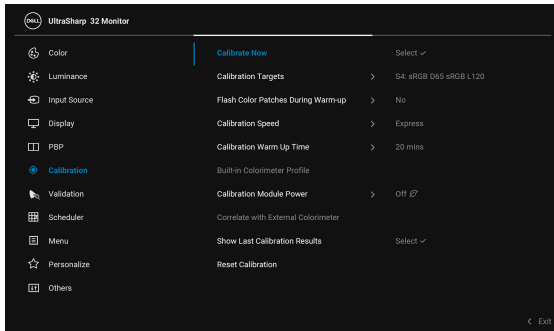 DELL UltraSharp 32 Monitor
Color Calibrate Now Select
Luminance Calibration Targets S4: sRGB D65 sRGB L120
Input Source Flash Color Patches During Warm-up No
Display Calibration Speed Express
PBP Calibration Warm Up Time 20 mins
Calibration Built-in Colorimeter Profile
Validation Calibration Module Power Off
Scheduler Correlate with External Colorimeter
Menu Show Last Calibration Results Select
Personalize Reset Calibration
Others
Exit